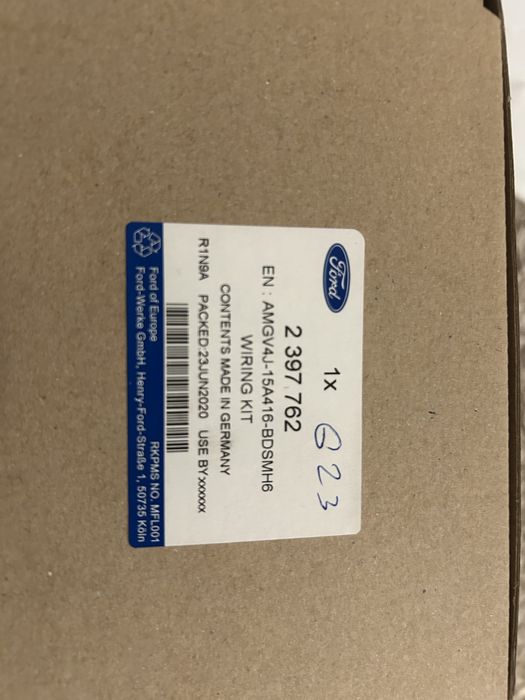 Ford
1x
623
2 397 762
EN : AMGV4J-15A416-BDSMH6
WIRING KIT
CONTENTS MADE IN GERMANY
R1N9A PACKED:23JUN2020 USE BY xxxxxx
Ford of Europe RKPMS NO. MFL001
Ford-Werke GmbH, Henry-Ford-Straße 1, 50735 Köln